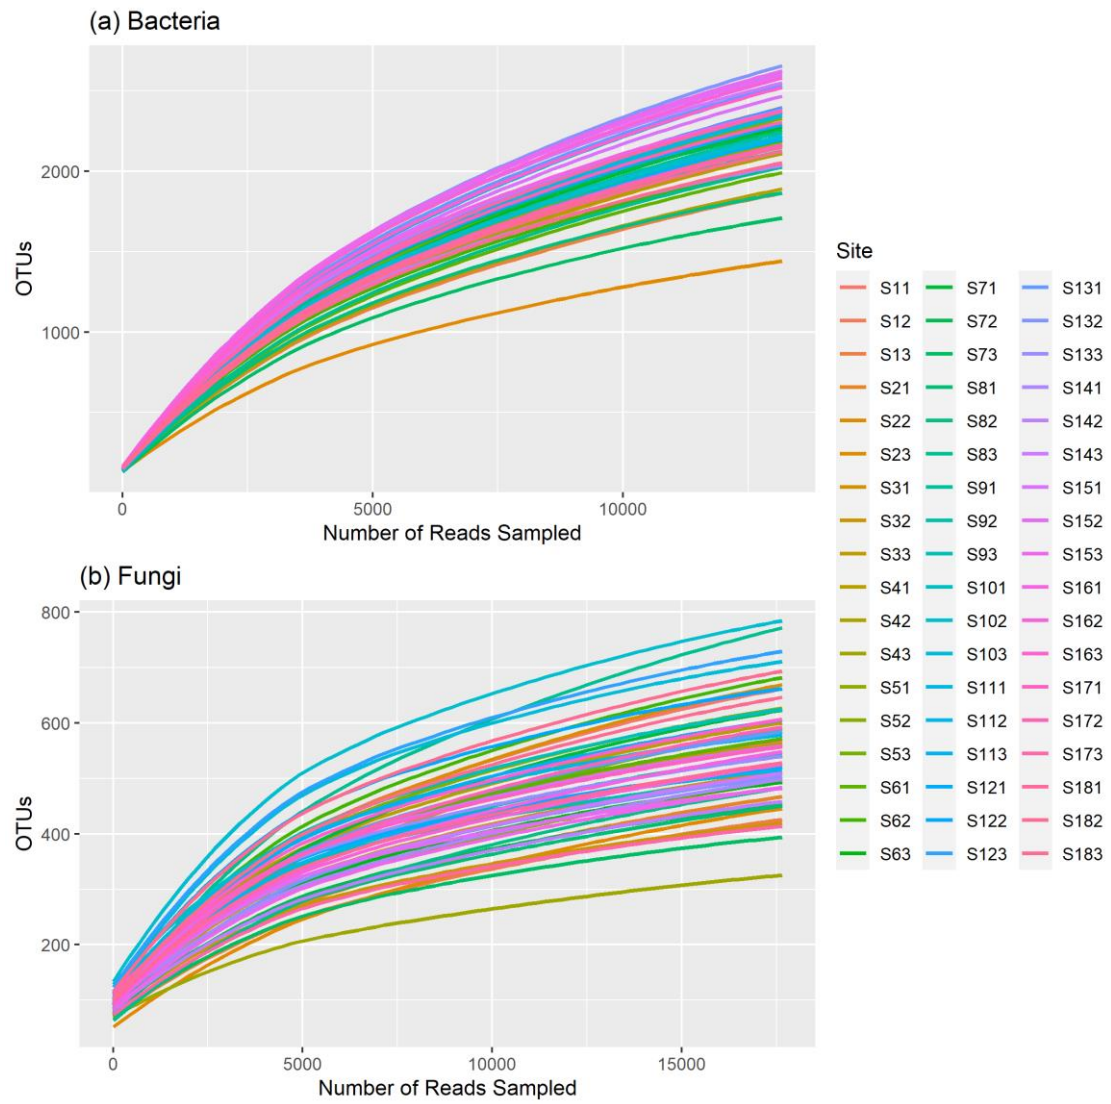 (a) Bacteria
2000
1000
OTUs
0 5000 10000
Number of Reads Sampled
(b) Fungi
800
600
400
200
OTUs
0 5000 10000 15000
Number of Reads Sampled
Site
S11 S71 S131
S12 S72 S132
S13 S73 S133
S21 S81 S141
S22 S82 S142
S23 S83 S143
S31 S91 S151
S32 S92 S152
S33 S93 S153
S41 S101 S161
S42 S102 S162
S43 S103 S163
S51 S111 S171
S52 S112 S172
S53 S113 S173
S61 S121 S181
S62 S122 S182
S63 S123 S183